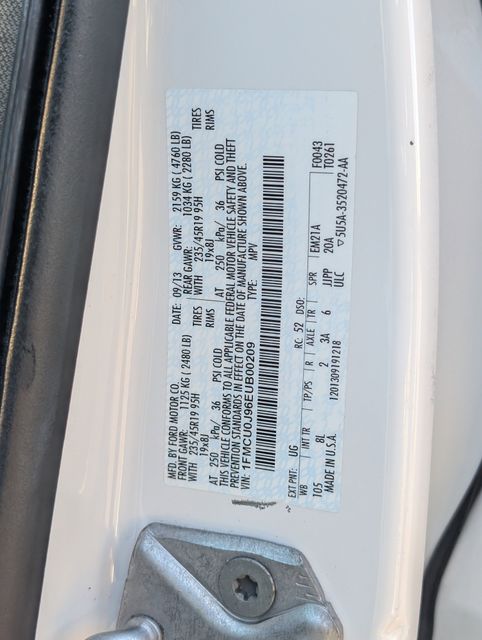 MFD. BY FORD MOTOR CO.
DATE: 09/13 GVWR: 2159 KG ( 4760 LB)
FRONT GAWR: 1125 KG ( 2480 LB) REAR GAWR: 1034 KG ( 2280 LB)
WITH 235/45R19 95H TIRES WITH 235/45R19 95H TIRES
19x8J RIMS 19x8J RIMS
AT 250 kPa/ 36 PSI COLD AT 250 kPa/ 36 PSI COLD
THIS VEHICLE CONFORMS TO ALL APPLICABLE FEDERAL MOTOR VEHICLE SAFETY AND THEFT
PREVENTION STANDARDS IN EFFECT ON THE DATE OF MANUFACTURE SHOWN ABOVE.
VIN: 1FMCU0J96EUB00209 TYPE: MPV
F0043
T0261
EXT PNT: UG RC: 52 DSO: EM21A
WB INT TR TP/PS R AXLE TR SPR 20A
105 8L 2 3A 6 JJPP
MADE IN U.S.A. ULC
1201309191218 ▽5U5A-3520472-AA